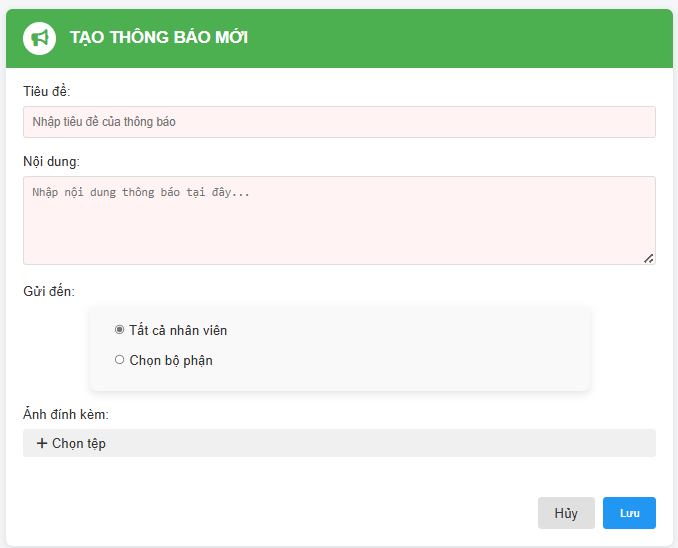 TẠO THÔNG BÁO MỚI
Tiêu đề:
Nhập tiêu đề của thông báo
Nội dung:
Nhập nội dung thông báo tại đây...
Gửi đến:
Tất cả nhân viên
Chọn bộ phận
Ảnh đính kèm:
+ Chọn tệp
Hủy Lưu